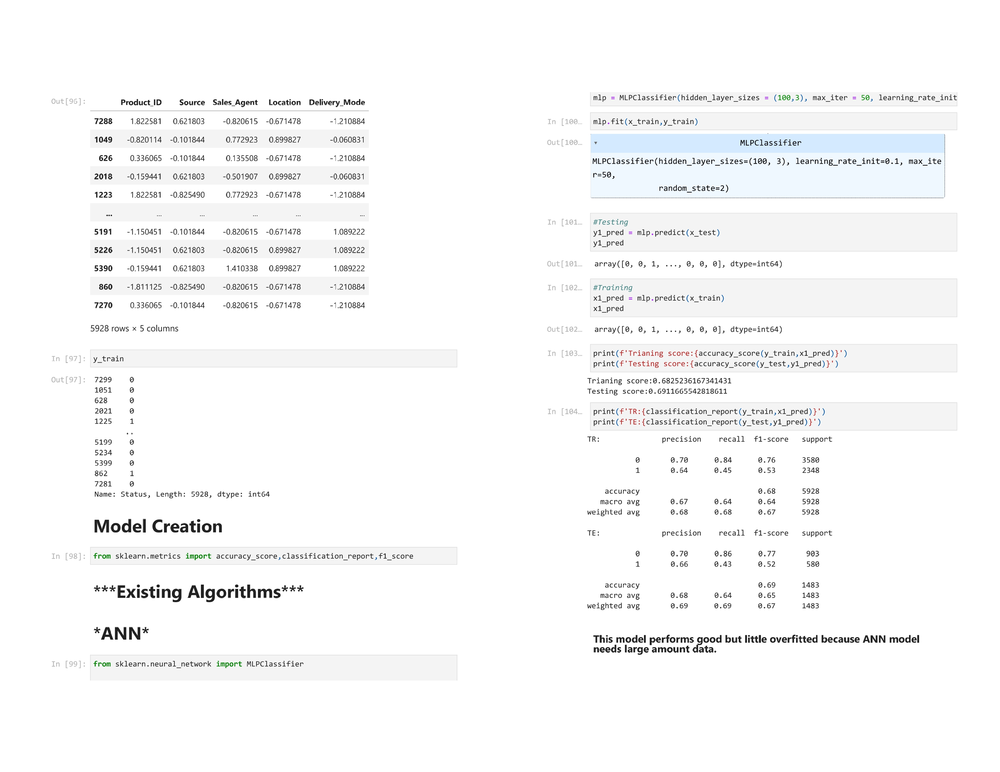 Out[96]:
Product_ID Source Sales_Agent Location Delivery_Mode
7288 1.822581 0.621803 -0.820615 -0.671478 -1.210884
1049 -0.820114 -0.101844 0.772923 0.899827 -0.060831
626 0.336065 -0.101844 0.135508 -0.671478 -1.210884
2018 -0.159441 0.621803 -0.501907 0.899827 -0.060831
1223 1.822581 -0.825490 0.772923 -0.671478 -1.210884
... ... ... ... ... ...
5191 -1.150451 -0.101844 -0.820615 -0.671478 1.089222
5226 -1.150451 0.621803 -0.820615 0.899827 1.089222
5390 -0.159441 0.621803 1.410338 0.899827 1.089222
860 -1.811125 -0.825490 -0.820615 -0.671478 -1.210884
7270 0.336065 -0.101844 -0.820615 -0.671478 -1.210884
5928 rows × 5 columns
In [97]: y_train
Out[97]: 7299 0
1051 0
628 0
2021 0
1225 1
..
5199 0
5234 0
5399 0
862 1
7281 0
Name: Status, Length: 5928, dtype: int64
Model Creation
In [98]: from sklearn.metrics import accuracy_score,classification_report,f1_score
***Existing Algorithms***
*ANN*
In [99]: from sklearn.neural_network import MLPClassifier
mlp = MLPClassifier(hidden_layer_sizes = (100,3), max_iter = 50, learning_rate_init
In [100… mlp.fit(x_train,y_train)
Out[100… ▾ MLPClassifier
MLPClassifier(hidden_layer_sizes=(100, 3), learning_rate_init=0.1, max_ite
r=50,
random_state=2)
In [101… #Testing
y1_pred = mlp.predict(x_test)
y1_pred
Out[101… array([0, 0, 1, ..., 0, 0, 0], dtype=int64)
In [102… #Training
x1_pred = mlp.predict(x_train)
x1_pred
Out[102… array([0, 0, 1, ..., 0, 0, 0], dtype=int64)
In [103… print(f'Trianing score:{accuracy_score(y_train,x1_pred)}')
print(f'Testing score:{accuracy_score(y_test,y1_pred)}')
Trianing score:0.6825236167341431
Testing score:0.6911665542818611
In [104… print(f'TR:{classification_report(y_train,x1_pred)}')
print(f'TE:{classification_report(y_test,y1_pred)}')
TR: precision recall f1-score support
0 0.70 0.84 0.76 3580
1 0.64 0.45 0.53 2348
accuracy 0.68 5928
macro avg 0.67 0.64 0.64 5928
weighted avg 0.68 0.68 0.67 5928
TE: precision recall f1-score support
0 0.70 0.86 0.77 903
1 0.66 0.43 0.52 580
accuracy 0.69 1483
macro avg 0.68 0.64 0.65 1483
weighted avg 0.69 0.69 0.67 1483
This model performs good but little overfitted because ANN model
needs large amount data.